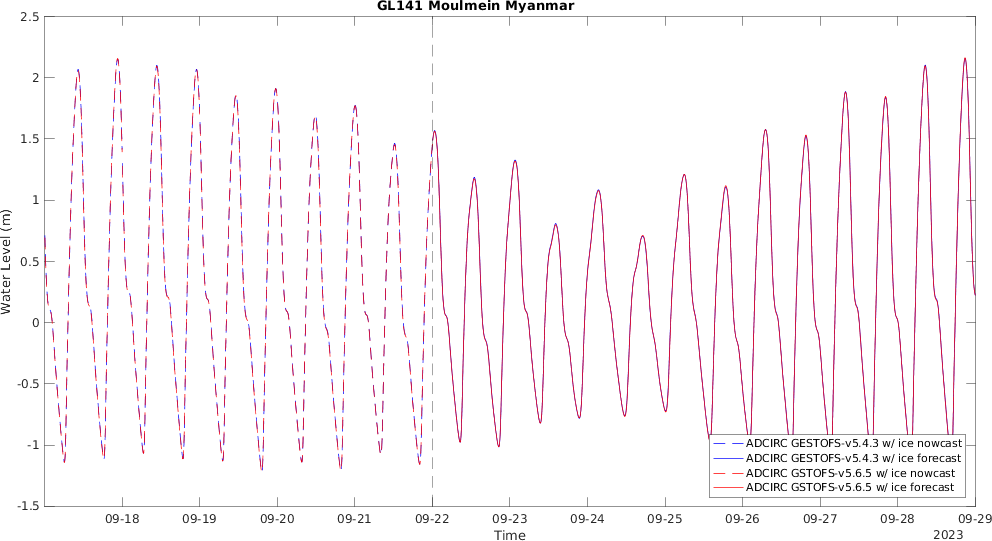 GL141 Moulmein Myanmar
2.5
2
1.5
1
0.5
0
-0.5
-1
-1.5
Water Level (m)
ADCIRC GESTOFS-v5.4.3 w/ ice nowcast
ADCIRC GESTOFS-v5.4.3 w/ ice forecast
ADCIRC GSTOFS-v5.6.5 w/ ice nowcast
ADCIRC GSTOFS-v5.6.5 w/ ice forecast
09-18 09-19 09-20 09-21 09-22 09-23 09-24 09-25 09-26 09-27 09-28 09-29
Time
2023